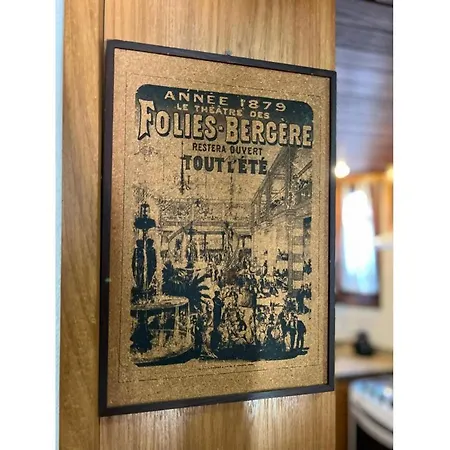 ANNÉE 1879
LE THÉÂTRE DES
FOLIES-BERGÈRE
RESTERA OUVERT
TOUT L'ÉTÉ